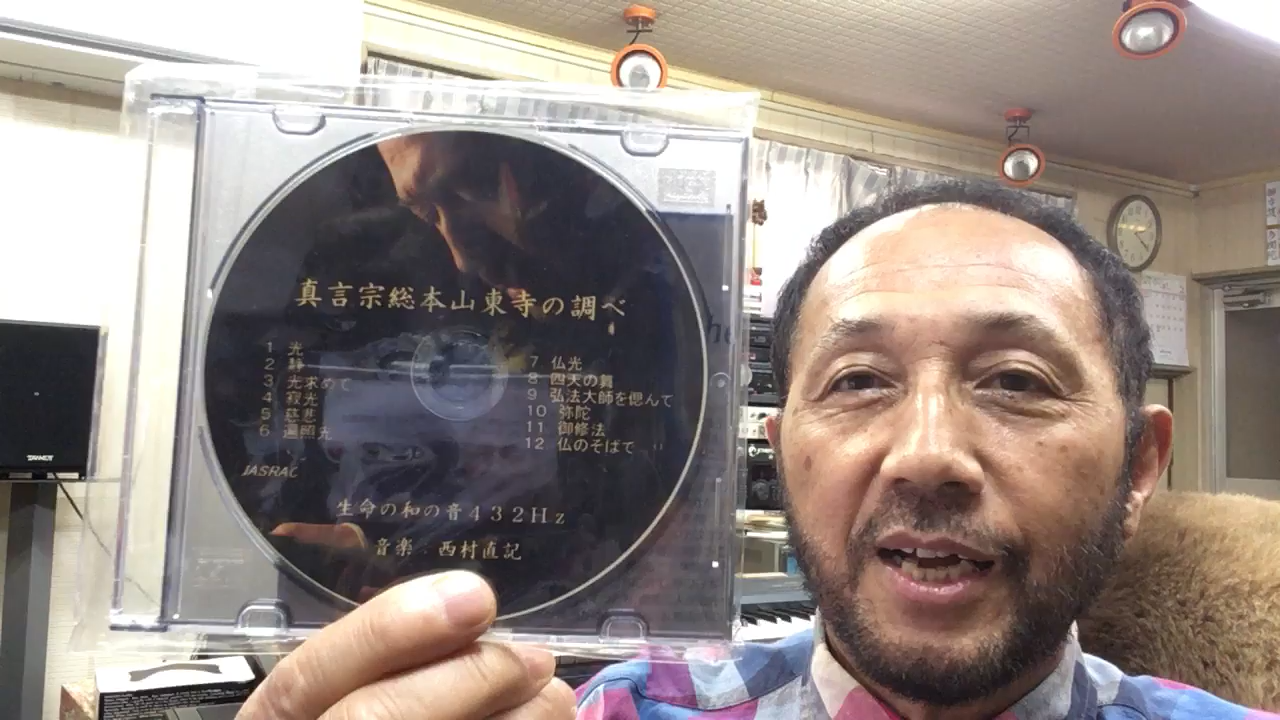 真言宗総本山東寺の調べ
1 光
2 静
3 光求めて
4 寂光
5 慈悲
6 遍照光
7 仏光
8 四天の舞
9 弘法大師を偲んで
10 弥陀
11 御修法
12 仏のそばで
JASRAC
生命の和の音432Hz
音楽 西村直記
TANNOY